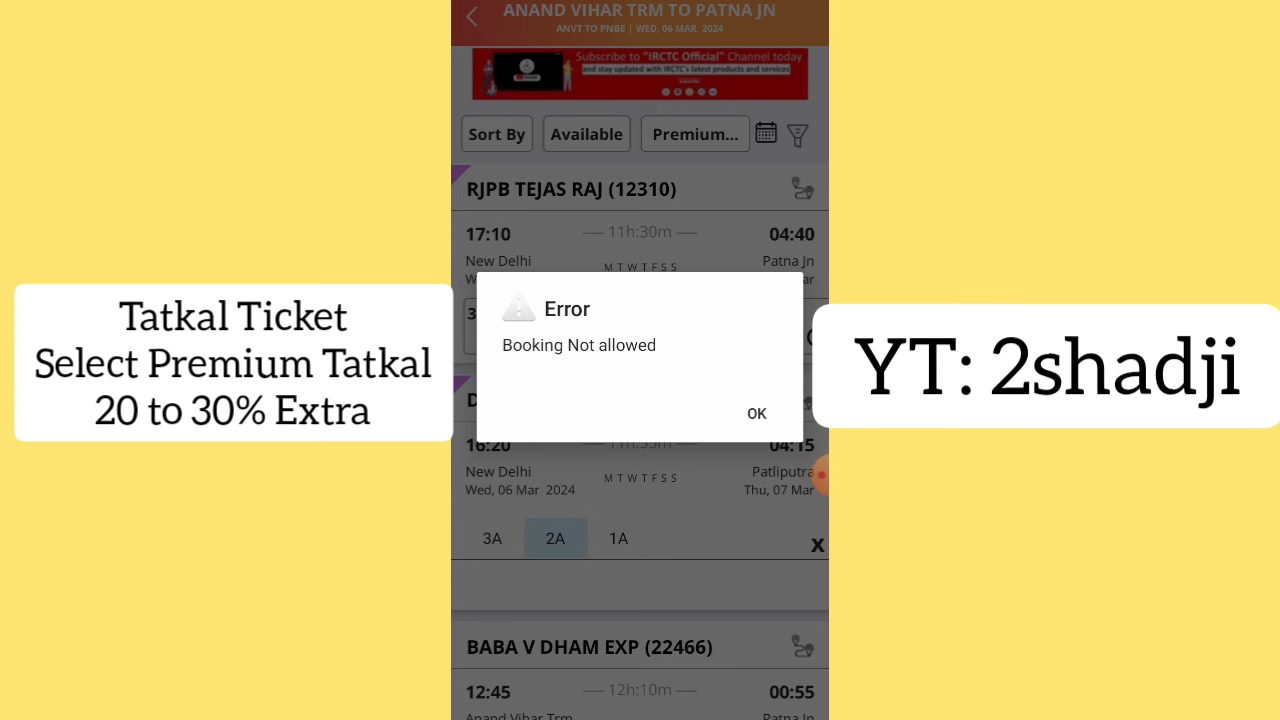 ANAND VIHAR TRM TO PATNA JN
ANVT TO PNBE | WED, 06 MAR 2024
Subscribe to "IRCTC Official" Channel today
and stay updated with IRCTC's latest products and services
Sort By
Available
Premium...
RJPB TEJAS RAJ (12310)
17:10
11h:30m
04:40
New Delhi
M T W T F S S
Patna Jn
Error
Booking Not allowed
OK
Tatkal Ticket
Select Premium Tatkal
20 to 30% Extra
YT: 2shadji
16:20
04:15
New Delhi
M T W T F S S
Patliputra
Wed, 06 Mar 2024
Thu, 07 Mar
3A
2A
1A
X
BABA V DHAM EXP (22466)
12:45
12h:10m
00:55
Anand Vihar Trm
Patna Jn